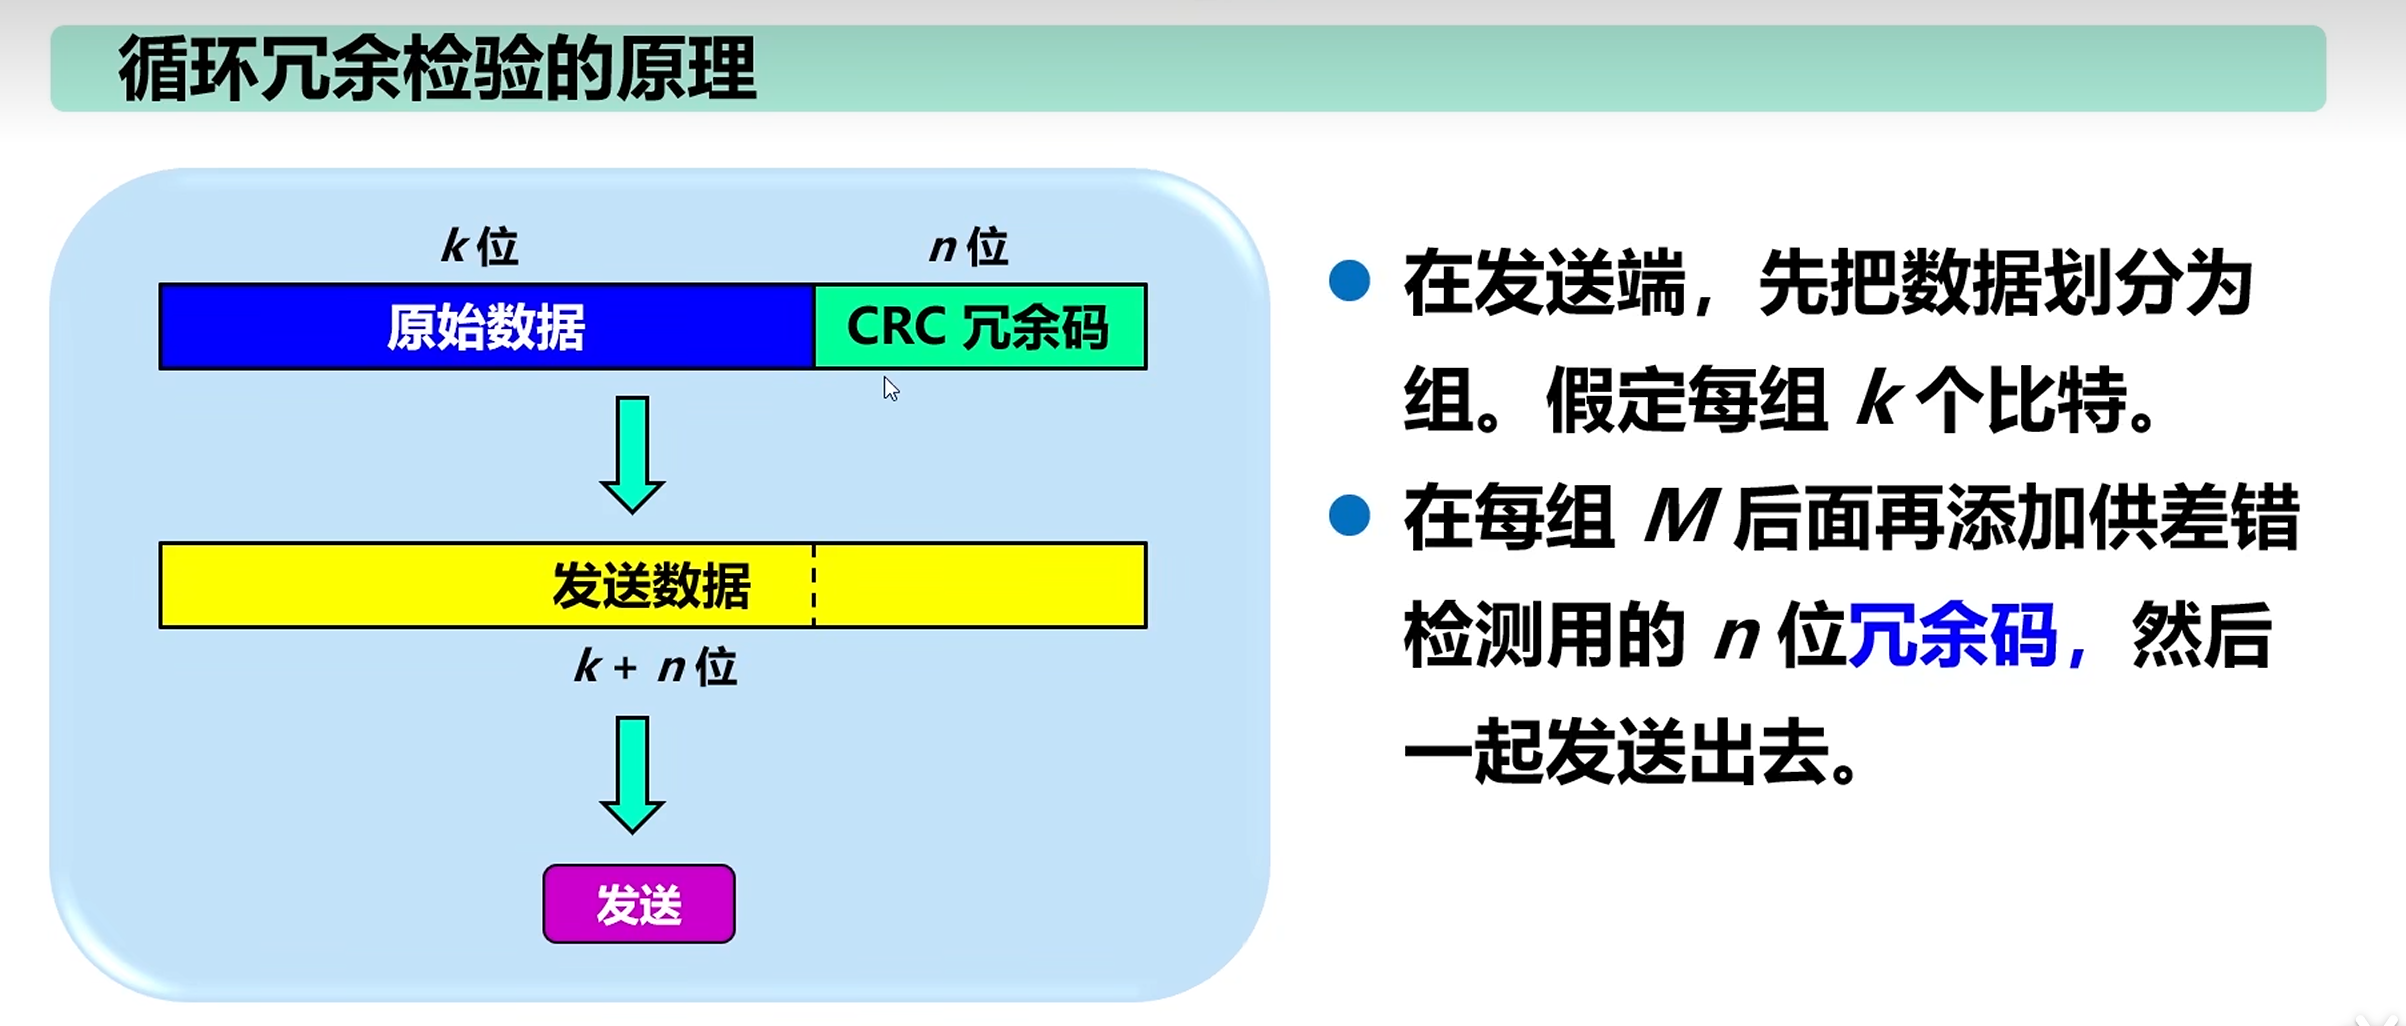 循环冗余检验的原理
k 位
n 位
原始数据
CRC 冗余码
发送数据
k + n 位
发送
在发送端，先把数据划分为
组。假定每组 k 个比特。
在每组 M 后面再添加供差错
检测用的 n 位冗余码，然后
一起发送出去。